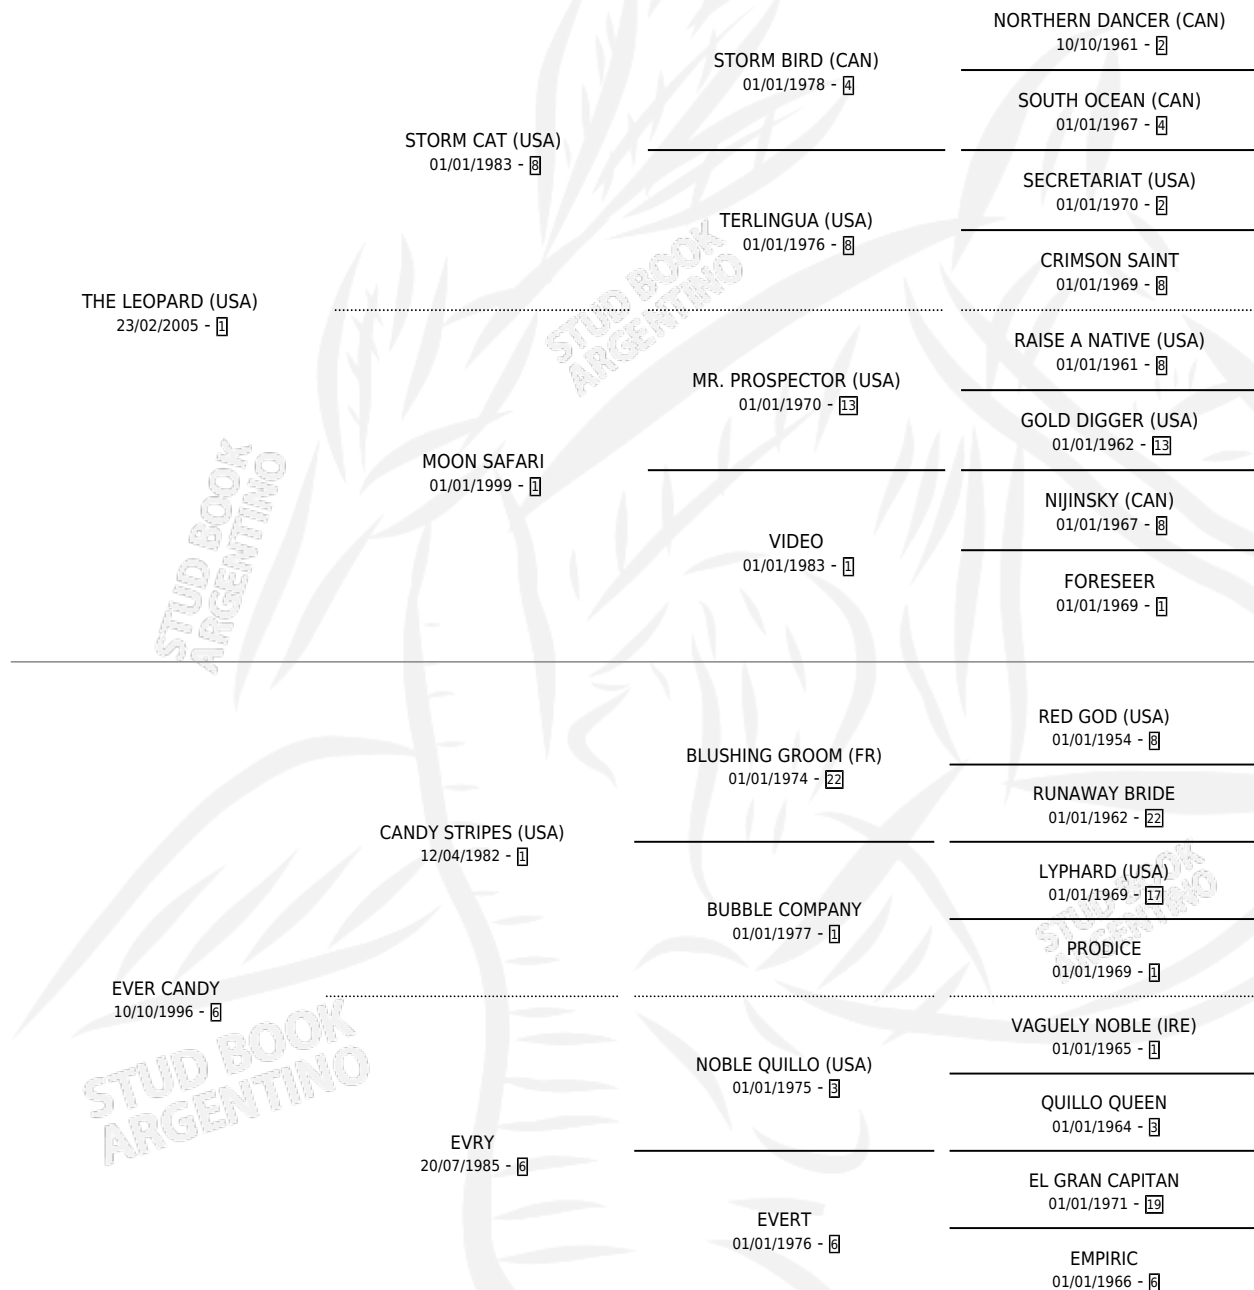 NORTHERN DANCER (CAN)
10/10/1961 - 2
STORM BIRD (CAN)
01/01/1978 - 4
SOUTH OCEAN (CAN)
01/01/1967 - 4
STORM CAT (USA)
01/01/1983 - 8
SECRETARIAT (USA)
01/01/1970 - 2
TERLINGUA (USA)
01/01/1976 - 8
CRIMSON SAINT
01/01/1969 - 8
THE LEOPARD (USA)
23/02/2005 - 1
STUD BOOK
ARGENTINO
RAISE A NATIVE (USA)
01/01/1961 - 8
MR. PROSPECTOR (USA)
01/01/1970 - 13
GOLD DIGGER (USA)
01/01/1962 - 13
MOON SAFARI
01/01/1999 - 1
NIJINSKY (CAN)
01/01/1967 - 8
VIDEO
01/01/1983 - 1
FORESEER
01/01/1969 - 1
STUD BOOK
ARGENTINO
RED GOD (USA)
01/01/1954 - 8
BLUSHING GROOM (FR)
01/01/1974 - 22
RUNAWAY BRIDE
01/01/1962 - 22
CANDY STRIPES (USA)
12/04/1982 - 1
LYPHARD (USA)
01/01/1969 - 17
BUBBLE COMPANY
01/01/1977 - 1
STUD BOOK
ARGENTINO
PRODICE
01/01/1969 - 1
EVER CANDY
10/10/1996 - 6
STUD BOOK
ARGENTINO
VAGUELY NOBLE (IRE)
01/01/1965 - 1
NOBLE QUILLO (USA)
01/01/1975 - 3
QUILLO QUEEN
01/01/1964 - 3
EVRY
20/07/1985 - 6
EL GRAN CAPITAN
01/01/1971 - 19
EVERT
01/01/1976 - 6
EMPIRIC
01/01/1966 - 6